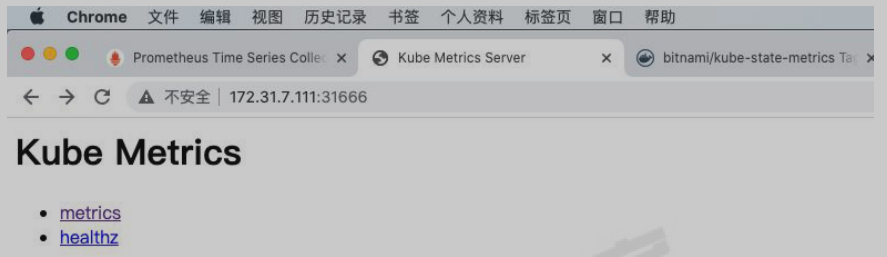 Chrome 文件 编辑 视图 历史记录 书签 个人资料 标签页 窗口 帮助
Prometheus Time Series Collec Kube Metrics Server bitnami/kube-state-metrics Tag
不安全 172.31.7.111:31666
Kube Metrics
metrics
healthz